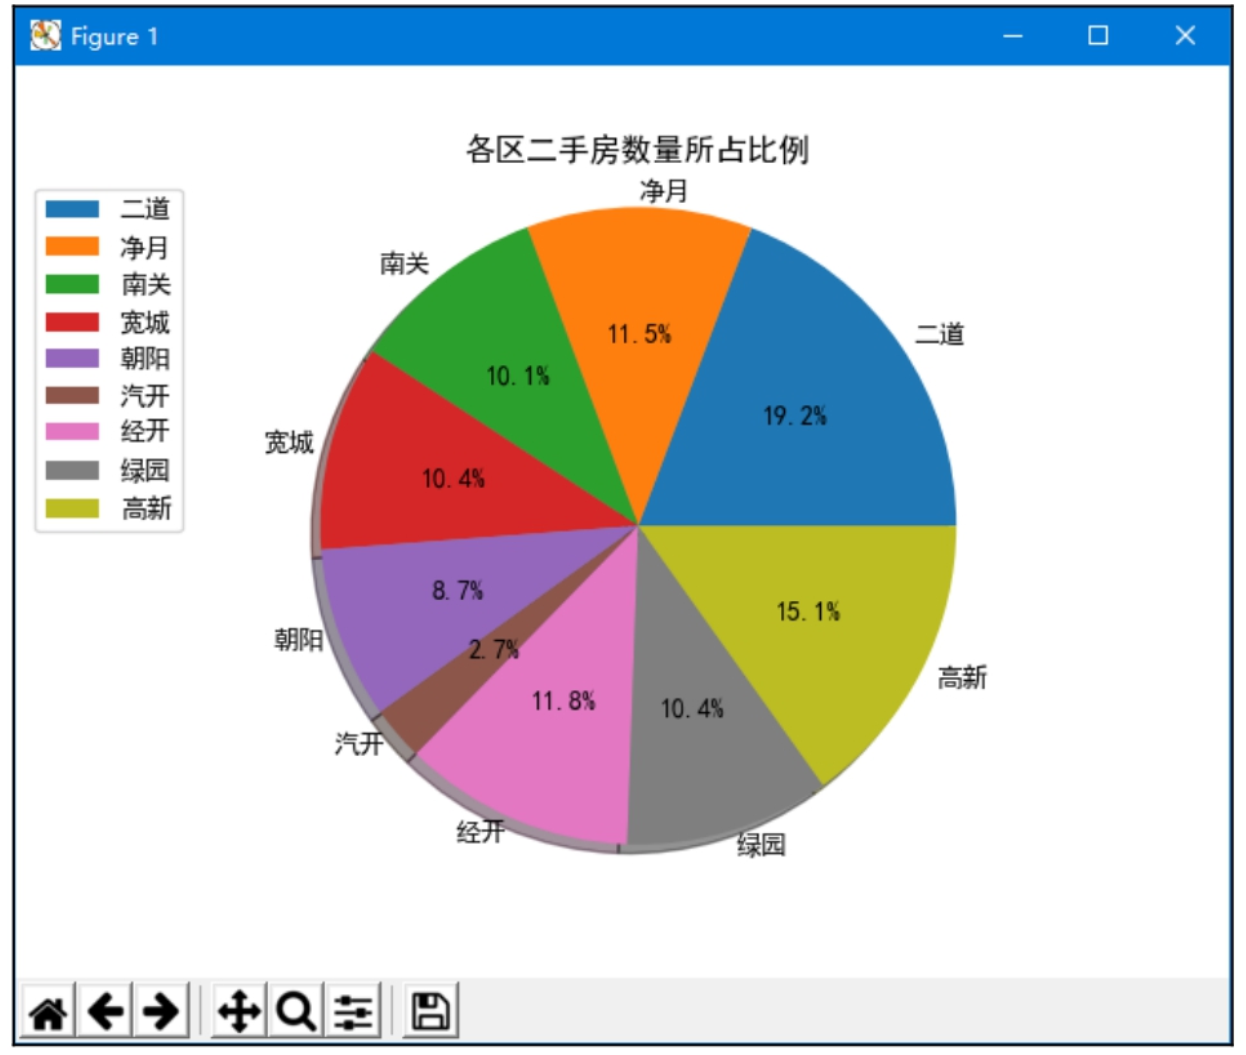 Figure 1
各区二手房数量所占比例
二道
净月
南关
宽城
朝阳
汽开
经开
绿园
高新
净月
南关
二道
宽城
朝阳
汽开
经开
绿园
高新
11.5%
10.1%
19.2%
10.4%
8.7%
2.7%
11.8%
10.4%
15.1%